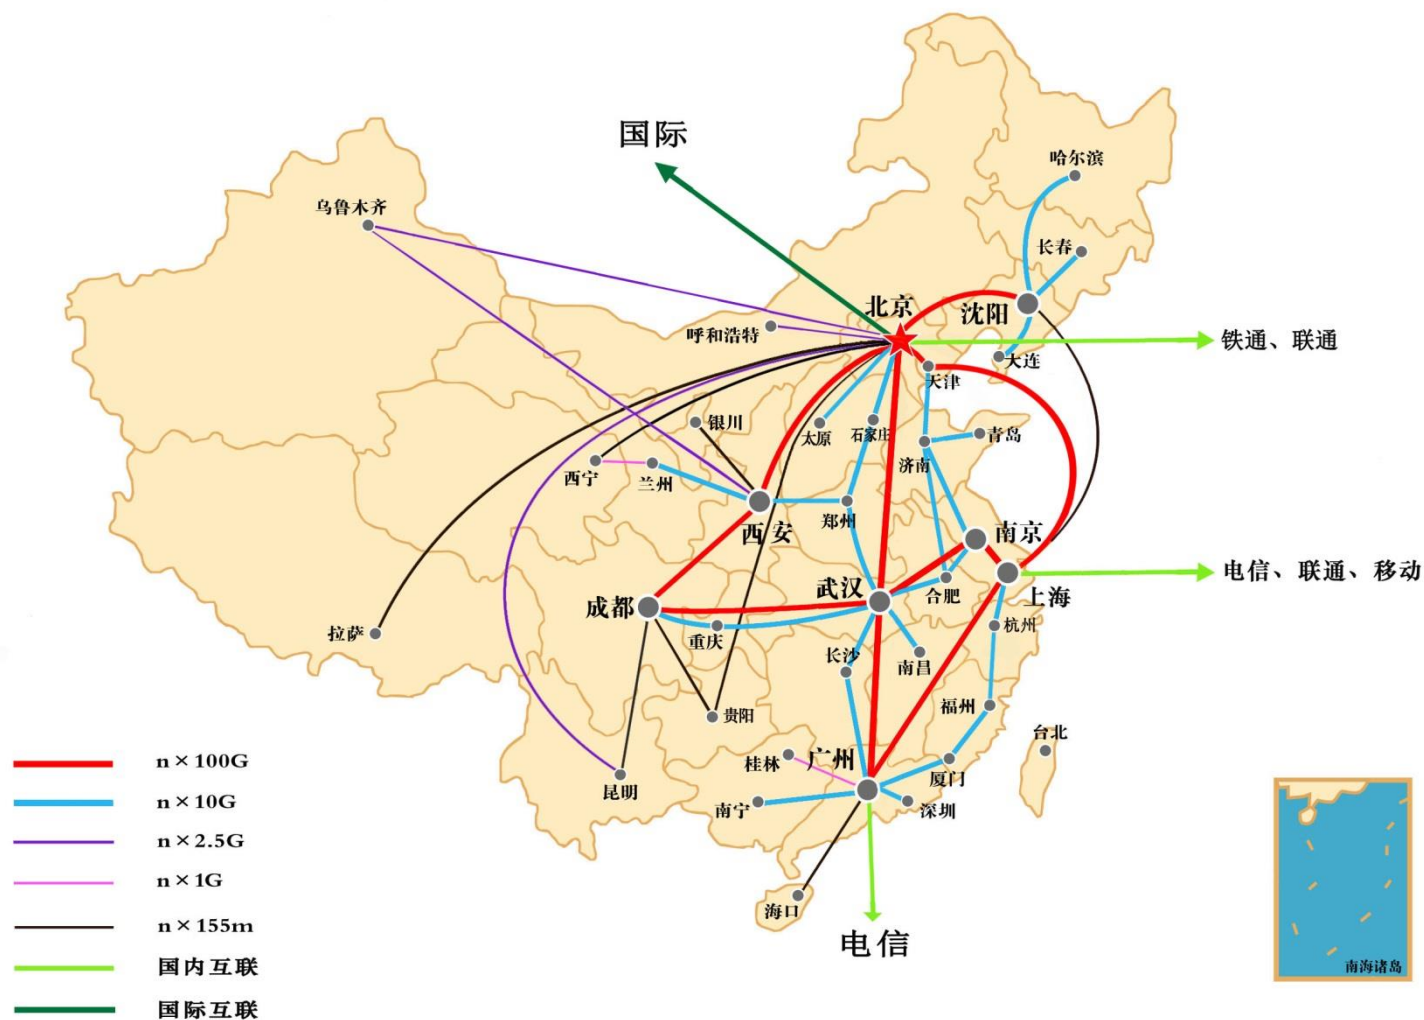 国际
哈尔滨
乌鲁木齐
长春
北京
沈阳
呼和浩特
铁通、联通
大连
天津
银川
太原
石家庄
青岛
济南
西宁
兰州
郑州
西安
南京
电信、联通、移动
武汉
合肥
上海
成都
拉萨
重庆
杭州
长沙
南昌
贵阳
福州
台北
广州
桂林
厦门
昆明
南宁
深圳
海口
电信
n×100G
n×10G
n×2.5G
n×1G
n×155m
国内互联
国际互联
南海诸岛